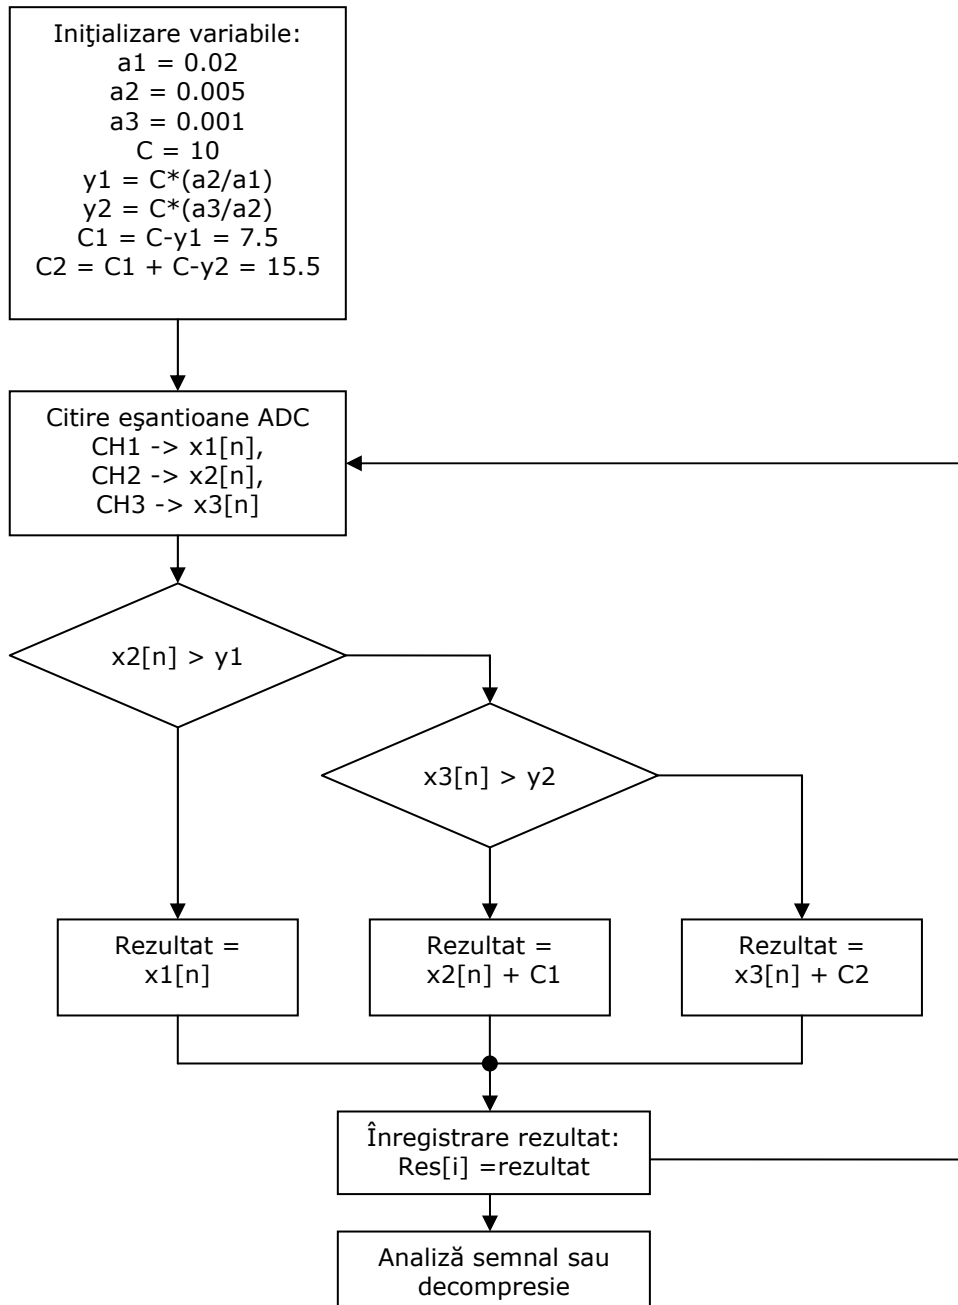 Iniţializare variabile:
a1 = 0.02
a2 = 0.005
a3 = 0.001
C = 10
y1 = C*(a2/a1)
y2 = C*(a3/a2)
C1 = C-y1 = 7.5
C2 = C1 + C-y2 = 15.5
Citire eşantioane ADC
CH1 -> x1[n],
CH2 -> x2[n],
CH3 -> x3[n]
x2[n] > y1
x3[n] > y2
Rezultat =
x1[n]
Rezultat =
x2[n] + C1
Rezultat =
x3[n] + C2
Înregistrare rezultat:
Res[i] =rezultat
Analiză semnal sau
decompresie